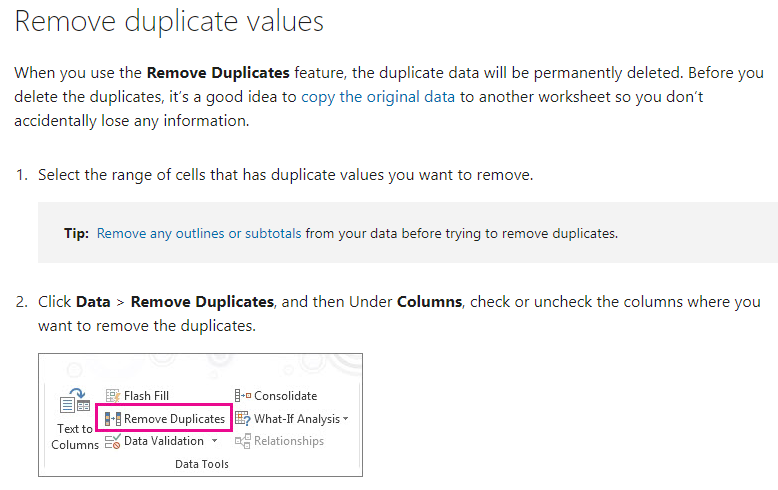 Remove duplicate values
When you use the Remove Duplicates feature, the duplicate data will be permanently deleted. Before you
delete the duplicates, it's a good idea to copy the original data to another worksheet so you don't
accidentally lose any information.
1. Select the range of cells that has duplicate values you want to remove.
Tip: Remove any outlines or subtotals from your data before trying to remove duplicates.
2. Click Data > Remove Duplicates, and then Under Columns, check or uncheck the columns where you
want to remove the duplicates.
Text to
Columns
Flash Fill
Remove Duplicates
Data Validation
Consolidate
What-If Analysis
Relationships
Data Tools